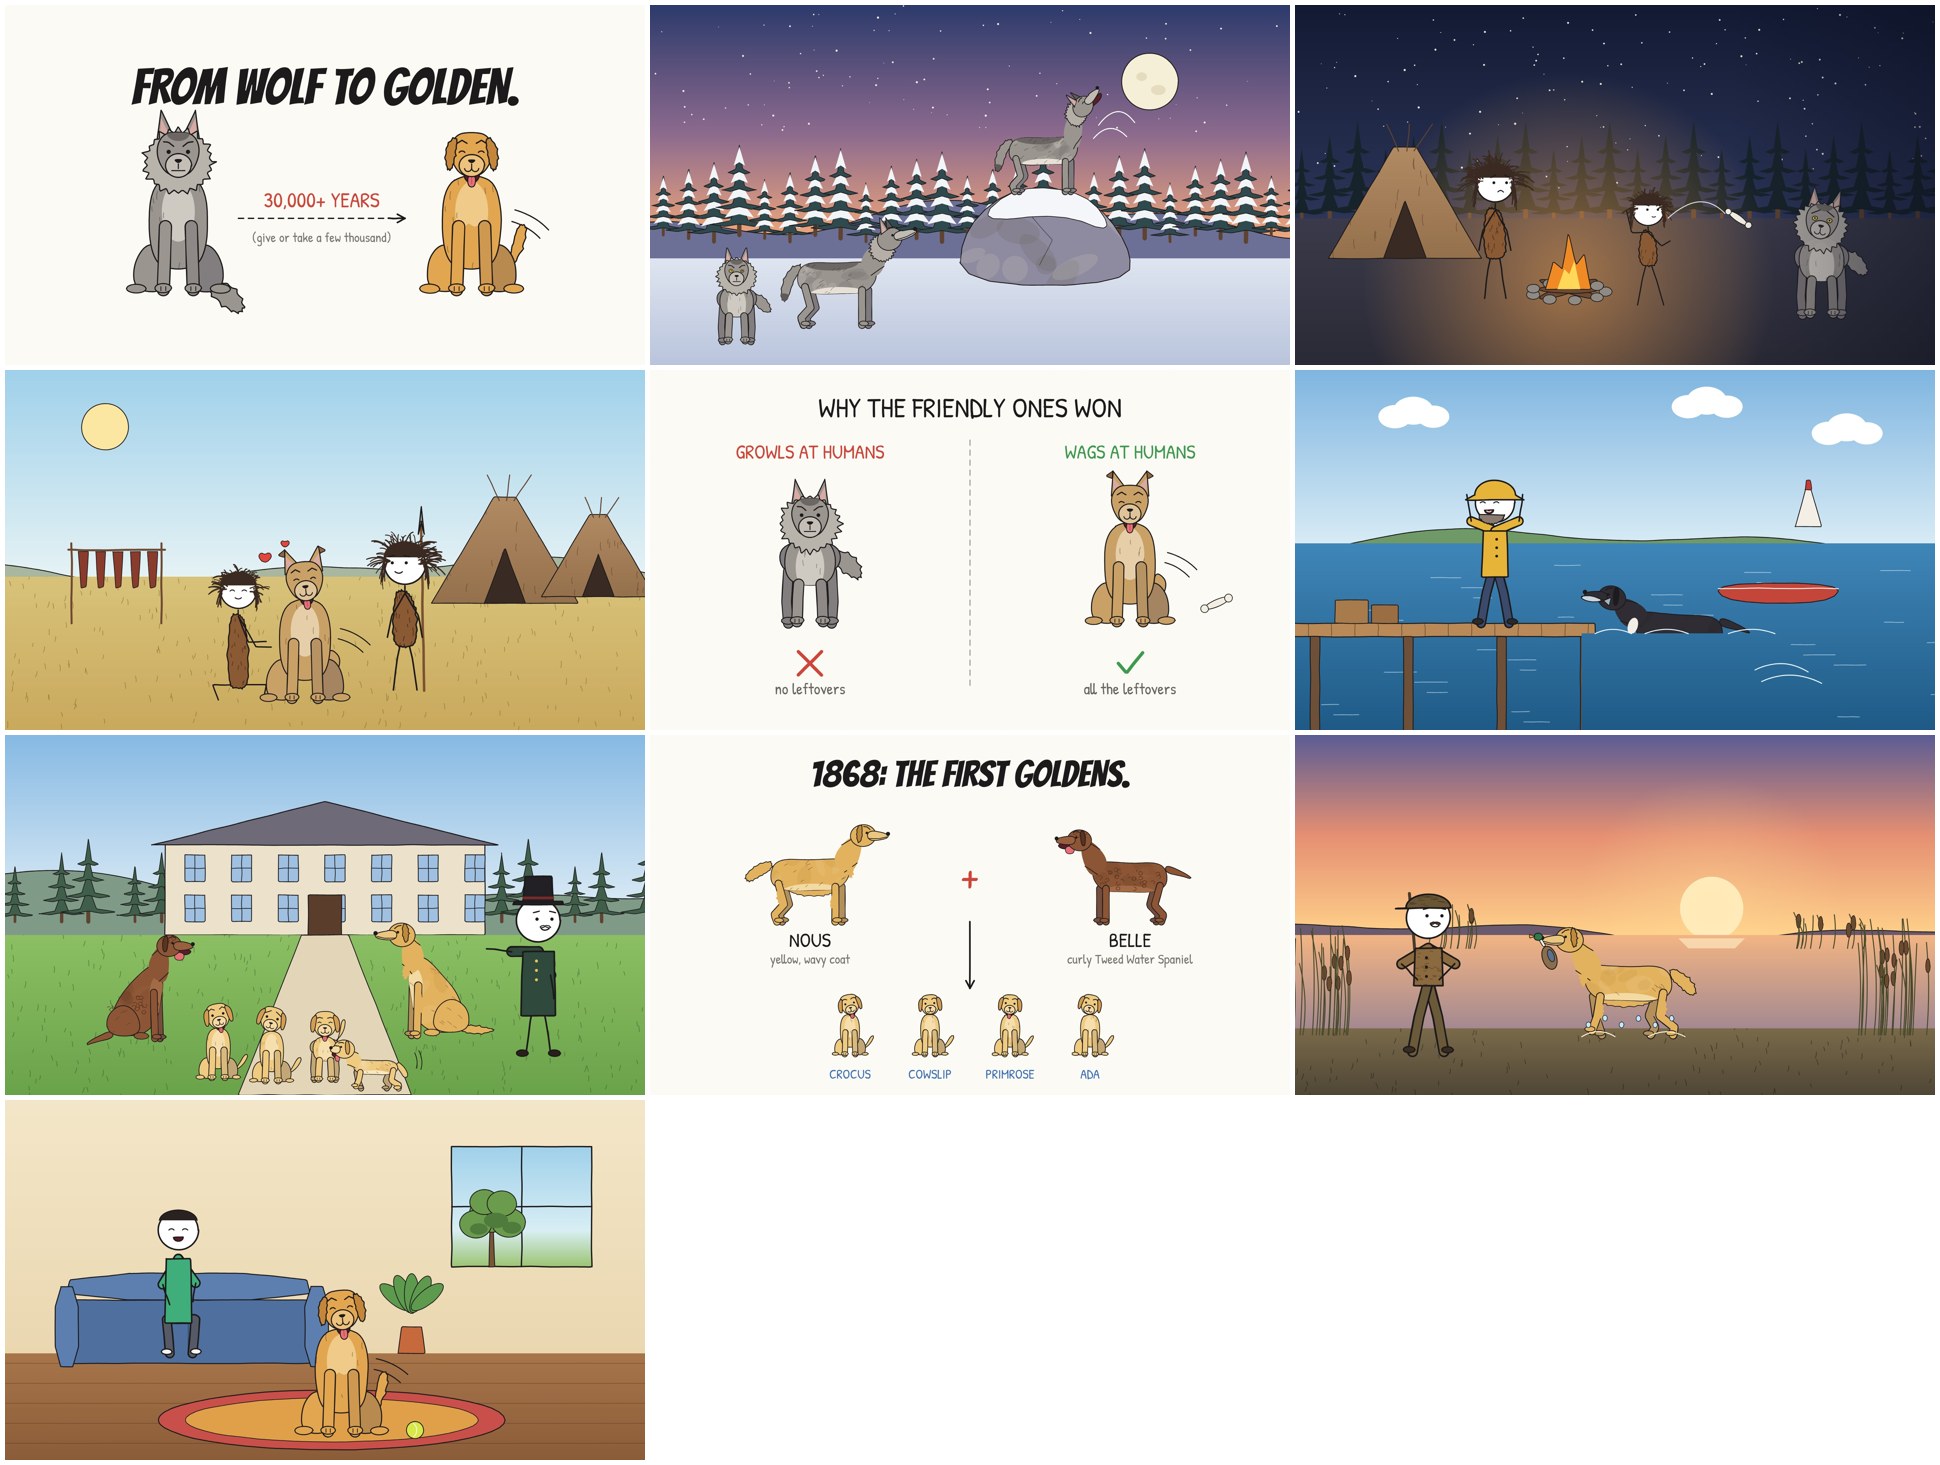 FROM WOLF TO GOLDEN.
30,000+ YEARS
(give or take a few thousand)
WHY THE FRIENDLY ONES WON
GROWLS AT HUMANS
WAGS AT HUMANS
no leftovers
all the leftovers
1868: THE FIRST GOLDENS.
NOUS
BELLE
yellow, wavy coat
curly Tweed Water Spaniel
CROCUS
COWSLIP
PRIMROSE
ADA